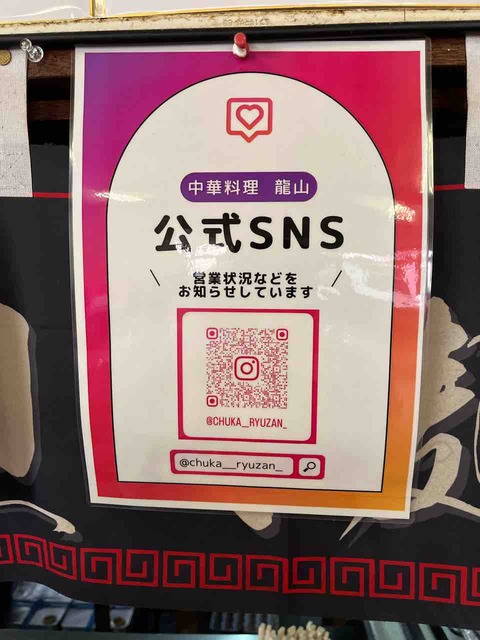 中華料理 龍山
公式SNS
営業状況などを
お知らせしています
@CHUKA__RYUZAN_
@chuka__ryuzan_